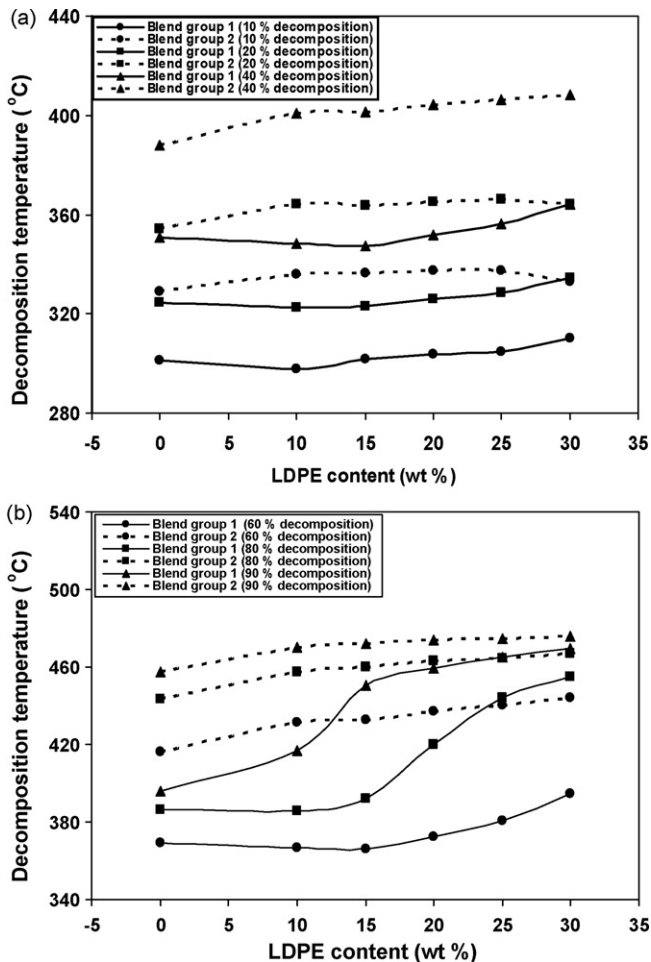 (a)
440
Blend group 1 (10 % decomposition)
Blend group 2 (10 % decomposition)
Blend group 1 (20 % decomposition)
Blend group 2 (20 % decomposition)
Blend group 1 (40 % decomposition)
Blend group 2 (40 % decomposition)
400
360
320
280
Decomposition temperature (°C)
-5 0 5 10 15 20 25 30 35
LDPE content (wt %)
(b)
540
Blend group 1 (60 % decomposition)
Blend group 2 (60 % decomposition)
Blend group 1 (80 % decomposition)
Blend group 2 (80 % decomposition)
Blend group 1 (90 % decomposition)
Blend group 2 (90 % decomposition)
500
460
420
380
340
Decomposition temperature (°C)
-5 0 5 10 15 20 25 30 35
LDPE content (wt %)